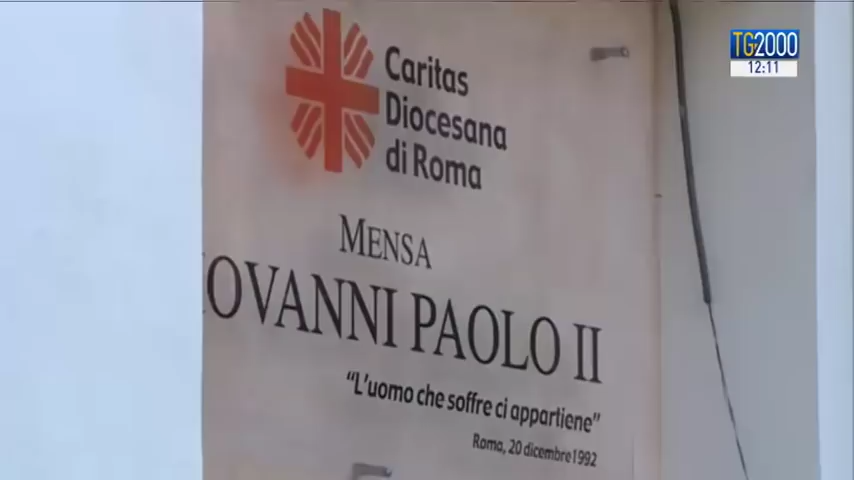 TG2000
12:11
Caritas
Diocesana
di Roma
MENSA
IOVANNI PAOLO II
“L'uomo che soffre ci appartiene”
Roma, 20 dicembre 1992